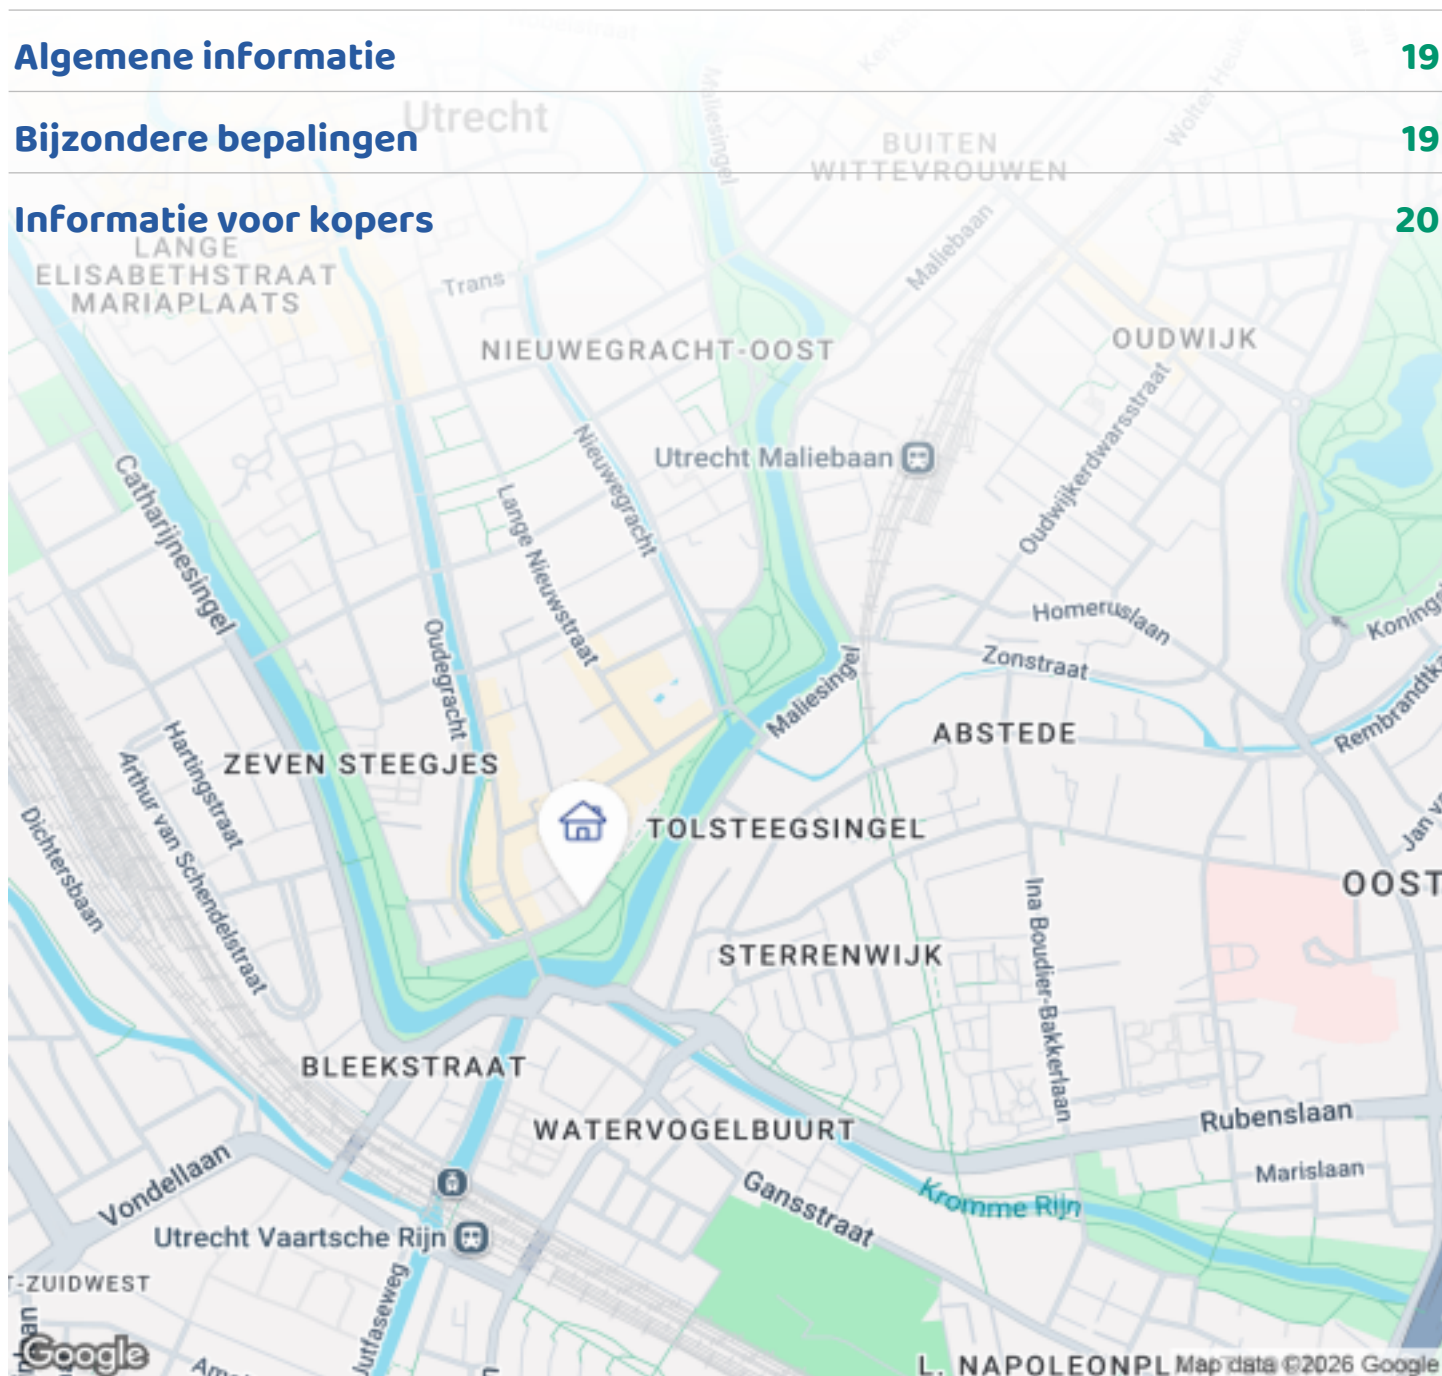 Algemene informatie 19
Bijzondere bepalingen 19
Informatie voor kopers 20
Utrecht
Maliesingel
BUITEN
WITTEVROUWEN
LANGE
ELISABETHSTRAAT
MARIAPLAATS
Trans
Maliebaan
NIEUWEGRACHT-OOST
OUDWIJK
Utrecht Maliebaan
Oudwijkerdwarsstraat
Catharijnesingel
Nieuwegracht
Lange Nieuwstraat
Oudegracht
Homeruslaan
Zonstraat
Maliesingel
Hartingstraat
Arthur van Schendelstraat
Dichtersbaan
ZEVEN STEEGJES
ABSTEDE
TOLSTEEGSINGEL
OOST
Ina Boudier-Bakkerlaan
STERRENWIJK
BLEEKSTRAAT
WATERVOGELBUURT
Rubenslaan
Marislaan
Vondellaan
Gansstraat
Kromme Rijn
Utrecht Vaartsche Rijn
T-ZUIDWEST
Jutfaseweg
Google
L. NAPOLEONPL
Map data ©2026 Google